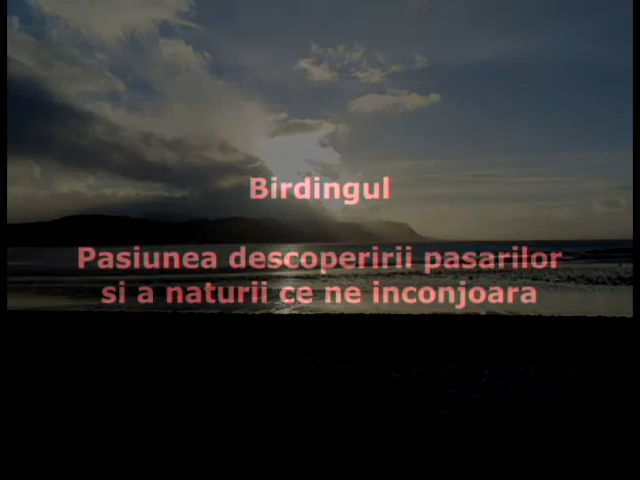 Birdingul
Pasiunea descoperirii pasarilor
si a naturii ce ne inconjoara